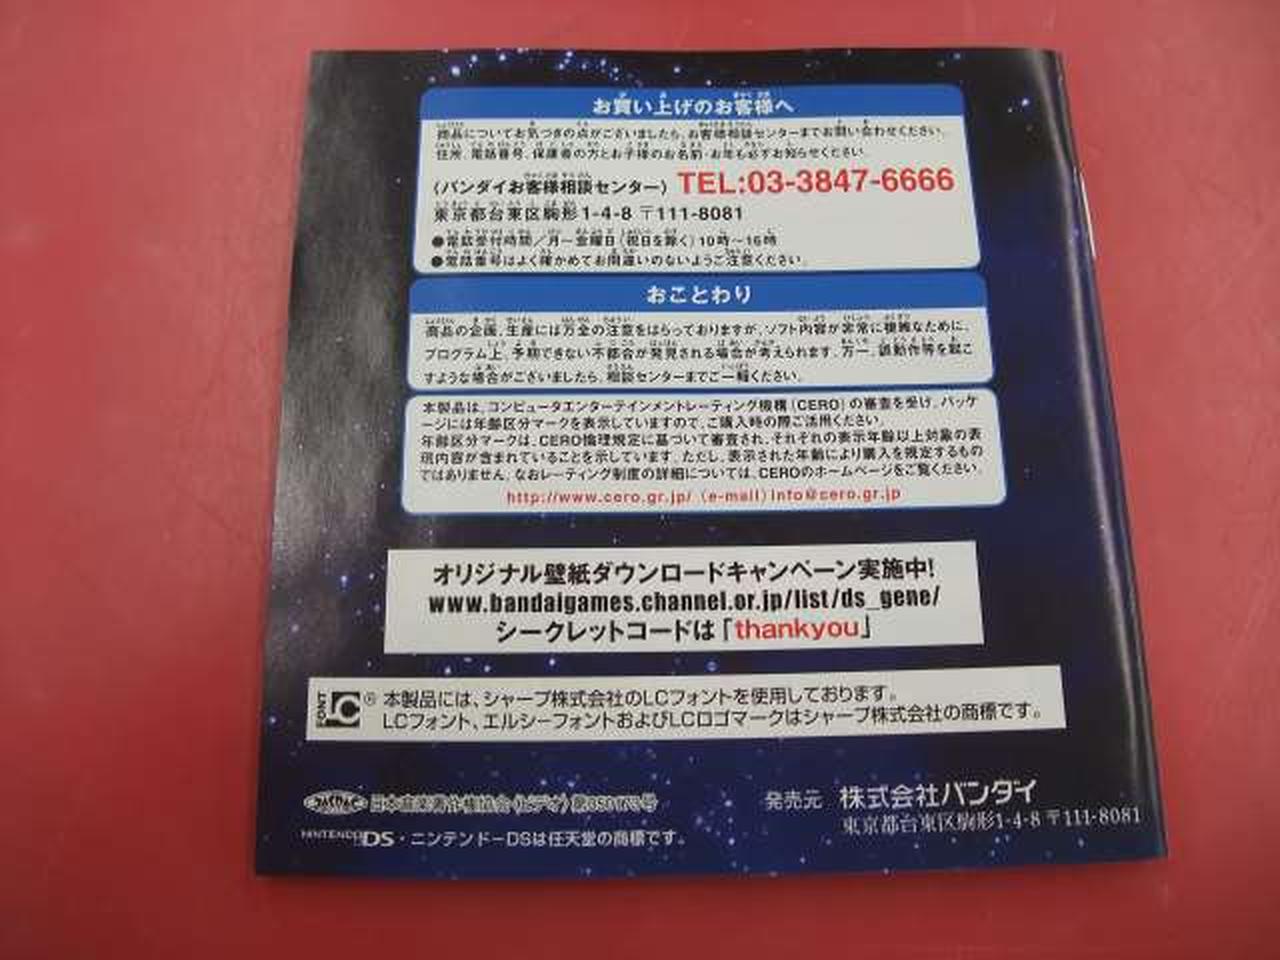 お買い上げのお客様へ
商品についてお気づきの点がございましたら、お客様相談センターまでお問い合わせください。
住所、電話番号、保護者の方とお子様のお名前・お年も必ずお知らせください。
(バンダイお客様相談センター) TEL:03-3847-6666
東京都台東区駒形1-4-8 〒111-8081
●電話受付時間／月〜金曜日(祝日を除く)10時〜16時
●電話番号はよく確かめてお間違いのないようご注意ください。
おことわり
商品の企画、生産には万全の注意をはらっておりますが、ソフト内容が非常に複雑なために、
プログラム上、予期できない不都合が発見される場合が考えられます。万一、誤動作等を起こ
すような場合がございましたら、相談センターまでご一報ください。
本製品は、コンピュータエンターテインメントレーティング機構(CERO)の審査を受け、パッケ
ージには年齢区分マークを表示していますので、ご購入時の際ご活用ください。
年齢区分マークは、CERO倫理規定に基づいて審査され、それぞれの表示年齢以上対象の表
現内容が含まれていることを示しています。ただし、表示された年齢により購入を規定するもの
ではありません。なおレーティング制度の詳細については、CEROのホームページをご覧ください。
http://www.cero.gr.jp/ (e-mail)info@cero.gr.jp
オリジナル壁紙ダウンロードキャンペーン実施中!
www.bandaigames.channel.or.jp/list/ds_gene/
シークレットコードは「thankyou」
FONT LC ® 本製品には、シャープ株式会社のLCフォントを使用しております。
LCフォント、エルシーフォントおよびLCロゴマークはシャープ株式会社の商標です。
日本音楽著作権協会(ビデオ)
発売元 株式会社バンダイ
東京都台東区駒形1-4-8 〒111-8081
NINTENDO DS・ニンテンドーDSは任天堂の商標です。